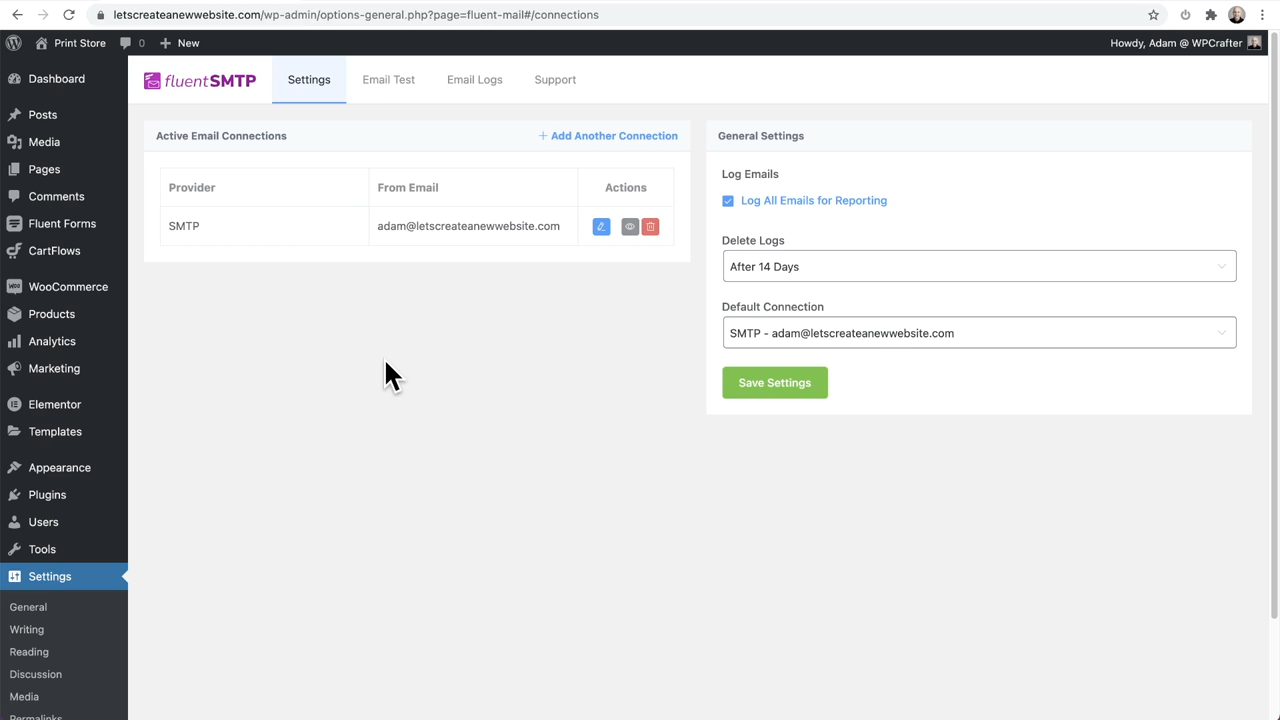 letscreateanewwebsite.com/wp-admin/options-general.php?page=fluent-mail#/connections
Print Store 0 New
Howdy, Adam @ WPCrafter
Dashboard
Posts
Media
Pages
Comments
Fluent Forms
CartFlows
WooCommerce
Products
Analytics
Marketing
Elementor
Templates
Appearance
Plugins
Users
Tools
Settings
General
Writing
Reading
Discussion
Media
Permalinks
fluentSMTP
Settings
Email Test
Email Logs
Support
Active Email Connections
+ Add Another Connection
Provider From Email Actions
SMTP adam@letscreateanewwebsite.com
General Settings
Log Emails
Log All Emails for Reporting
Delete Logs
After 14 Days
Default Connection
SMTP - adam@letscreateanewwebsite.com
Save Settings